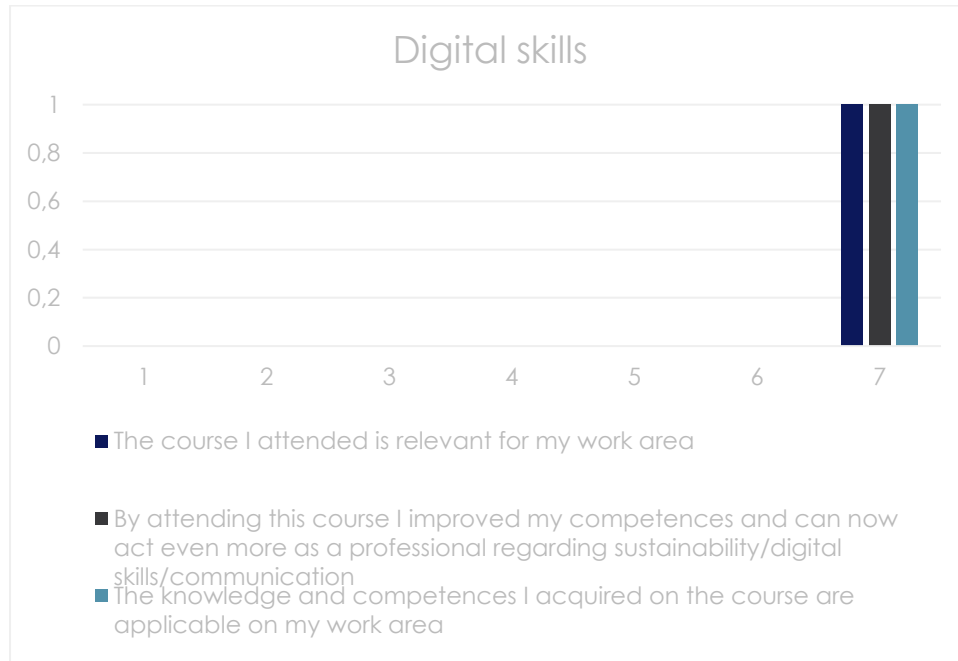 Digital skills
1
0,8
0,6
0,4
0,2
0
1 2 3 4 5 6 7
The course I attended is relevant for my work area
By attending this course I improved my competences and can now
act even more as a professional regarding sustainability/digital
skills/communication
The knowledge and competences I acquired on the course are
applicable on my work area